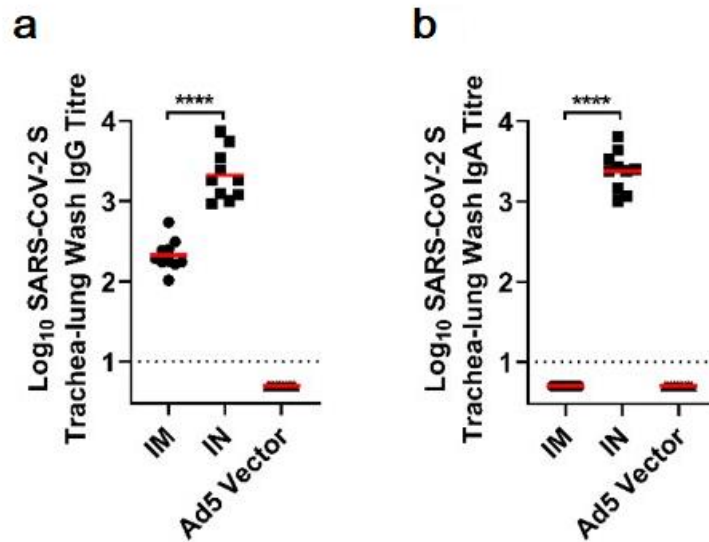 a
Log10 SARS-CoV-2 S
Trachea-lung Wash IgG Titre
4
3
2
1
****
IM
IN
Ad5 Vector
b
Log10 SARS-CoV-2 S
Trachea-lung Wash IgA Titre
4
3
2
1
****
IM
IN
Ad5 Vector